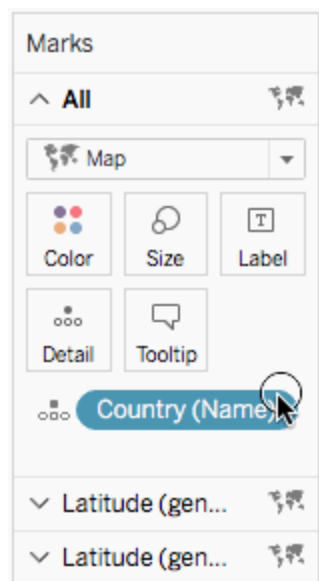 Marks
All
Map
Color Size Label
T
Detail Tooltip
Country (Name)
Latitude (gen...
Latitude (gen...